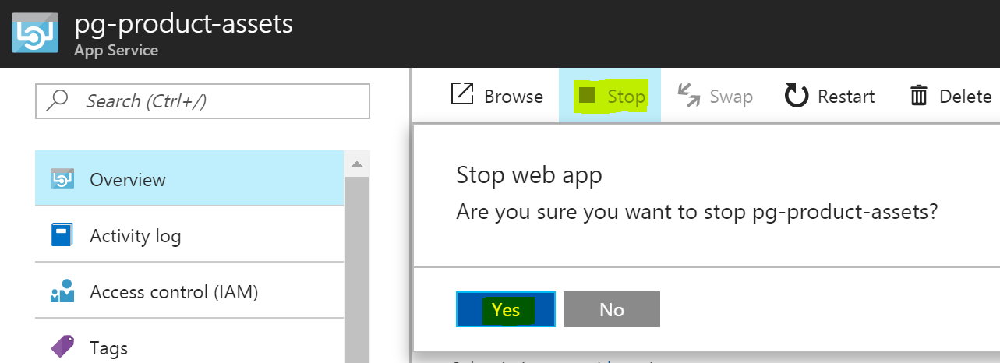 pg-product-assets
App Service
Search (Ctrl+/)
Browse
Stop
Swap
Restart
Delete
Overview
Activity log
Access control (IAM)
Tags
Stop web app
Are you sure you want to stop pg-product-assets?
Yes
No